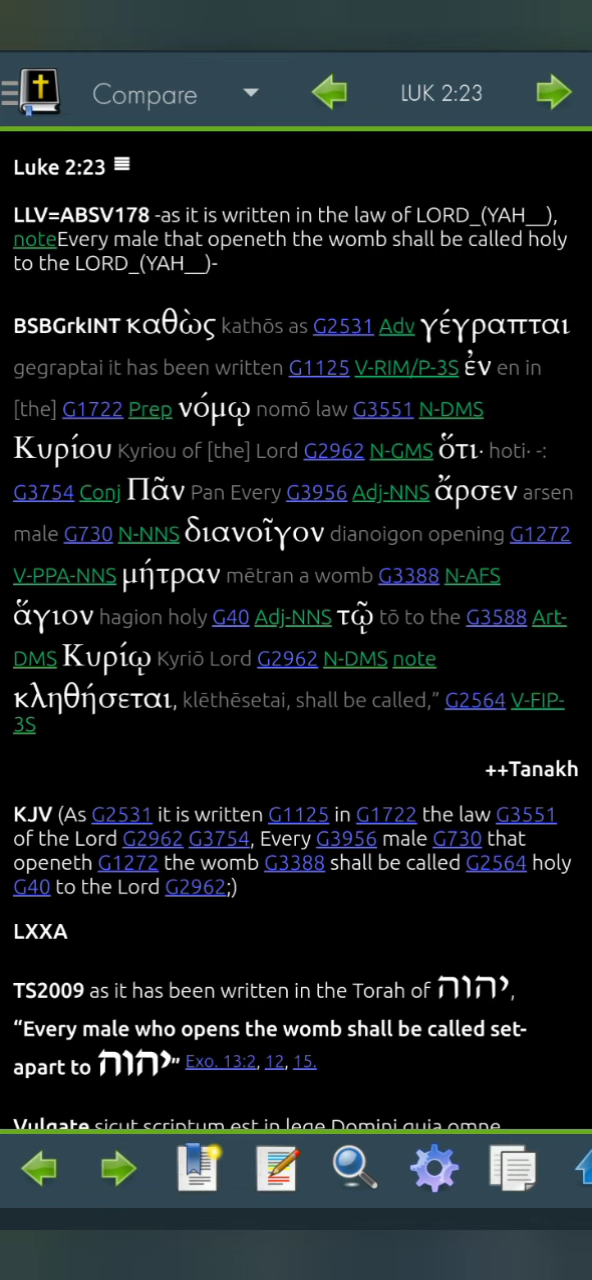 Compare
LUK 2:23
Luke 2:23
LLV=ABSV178 -as it is written in the law of LORD_(YAH__),
noteEvery male that openeth the womb shall be called holy
to the LORD_(YAH__)-
BSBGrkINT καθὼς kathōs as G2531 Adv γέγραπται
gegraptai it has been written G1125 V-RIM/P-3S ἐν en in
[the] G1722 Prep νόμῳ nomō law G3551 N-DMS
Κυρίου Kyriou of [the] Lord G2962 N-GMS ὅτι· hoti· -:
G3754 Conj Πᾶν Pan Every G3956 Adj-NNS ἄρσεν arsen
male G730 N-NNS διανοῖγον dianoigon opening G1272
V-PPA-NNS μήτραν mētran a womb G3388 N-AFS
ἅγιον hagion holy G40 Adj-NNS τῷ tō to the G3588 Art-
DMS Κυρίῳ Kyriō Lord G2962 N-DMS note
κληθήσεται, klēthēsetai, shall be called,” G2564 V-FIP-
3S
++Tanakh
KJV (As G2531 it is written G1125 in G1722 the law G3551
of the Lord G2962 G3754, Every G3956 male G730 that
openeth G1272 the womb G3388 shall be called G2564 holy
G40 to the Lord G2962;)
LXXA
TS2009 as it has been written in the Torah of יהוה,
“Every male who opens the womb shall be called set-
apart to יהוה” Exo. 13:2, 12, 15.
Vulgate sicut scriptum est in lege Domini quia omne